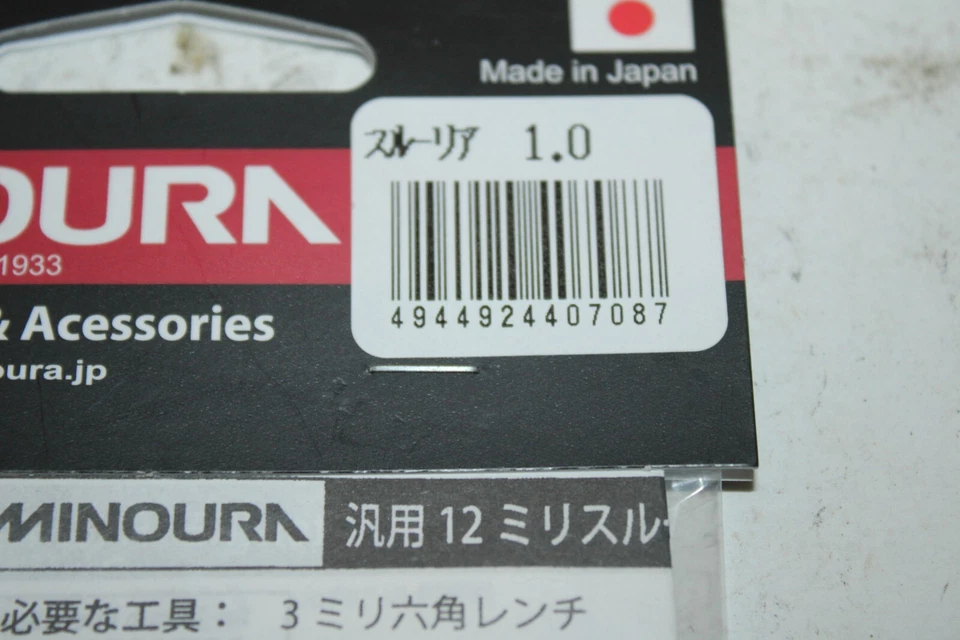 Made in Japan
スルーリア 1.0
4944924407087
OURA
1933
& Acessories
oura.jp
MINOURA
汎用 12 ミリスル
必要な工具： 3 ミリ六角レンチ